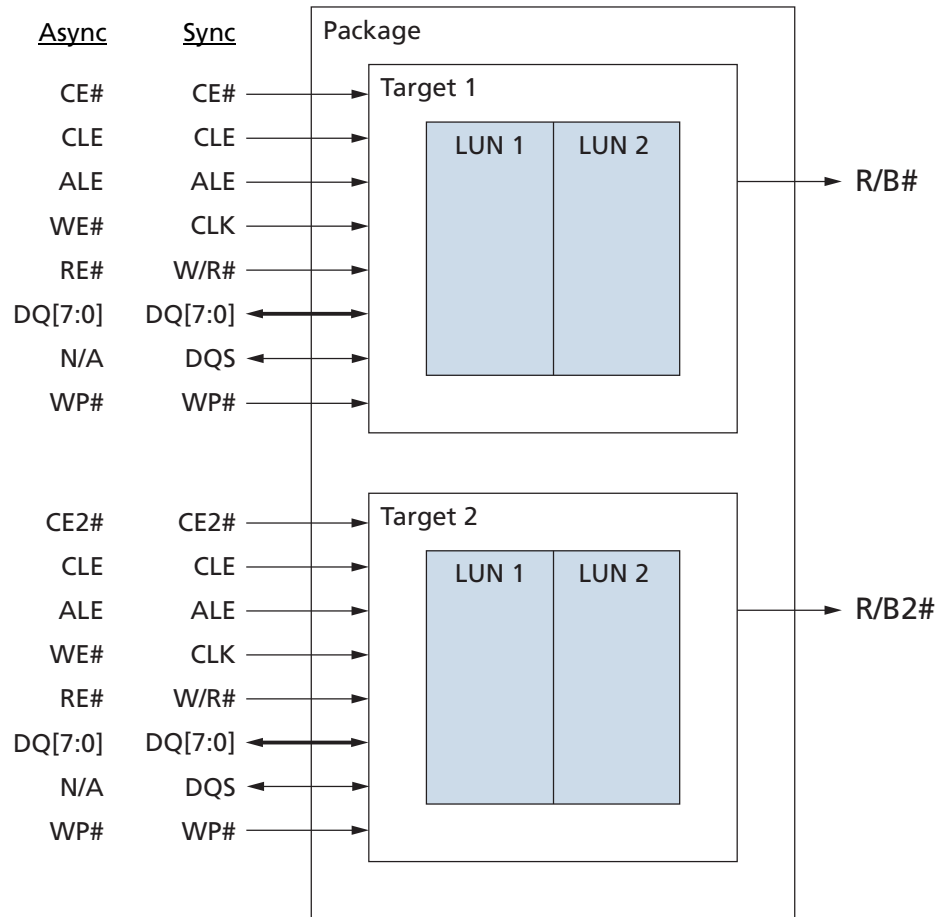 Async Sync Package
CE# CE# Target 1
CLE CLE LUN 1 LUN 2
ALE ALE R/B#
WE# CLK
RE# W/R#
DQ[7:0] DQ[7:0]
N/A DQS
WP# WP#
CE2# CE2# Target 2
CLE CLE LUN 1 LUN 2
ALE ALE R/B2#
WE# CLK
RE# W/R#
DQ[7:0] DQ[7:0]
N/A DQS
WP# WP#